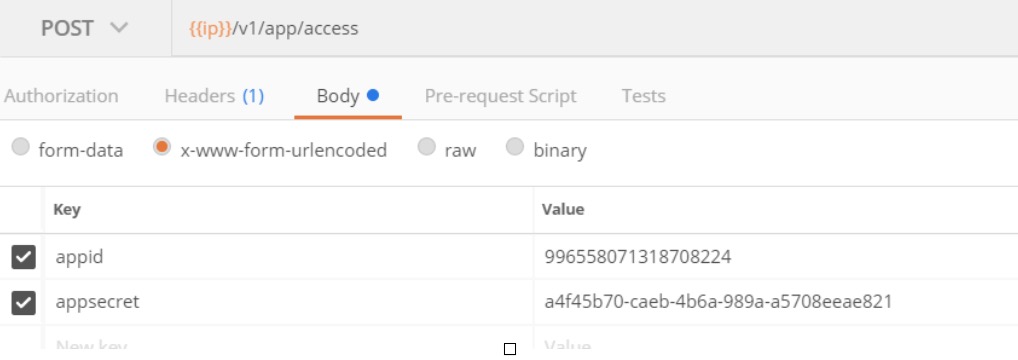 POST {{ip}}/v1/app/access
Authorization Headers (1) Body Pre-request Script Tests
form-data x-www-form-urlencoded raw binary
Key Value
appid 996558071318708224
appsecret a4f45b70-caeb-4b6a-989a-a5708eeae821
New key Value